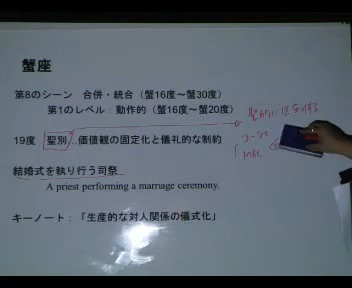 蟹座
第8のシーン 合併・統合（蟹16度～蟹30度）
第1のレベル：動作的（蟹16度～蟹20度）
19度 聖別…価値観の固定化と儀礼的な制約
結婚式を執り行う司祭
A priest performing a marriage ceremony.
キーノート：「生産的な対人関係の儀式化」